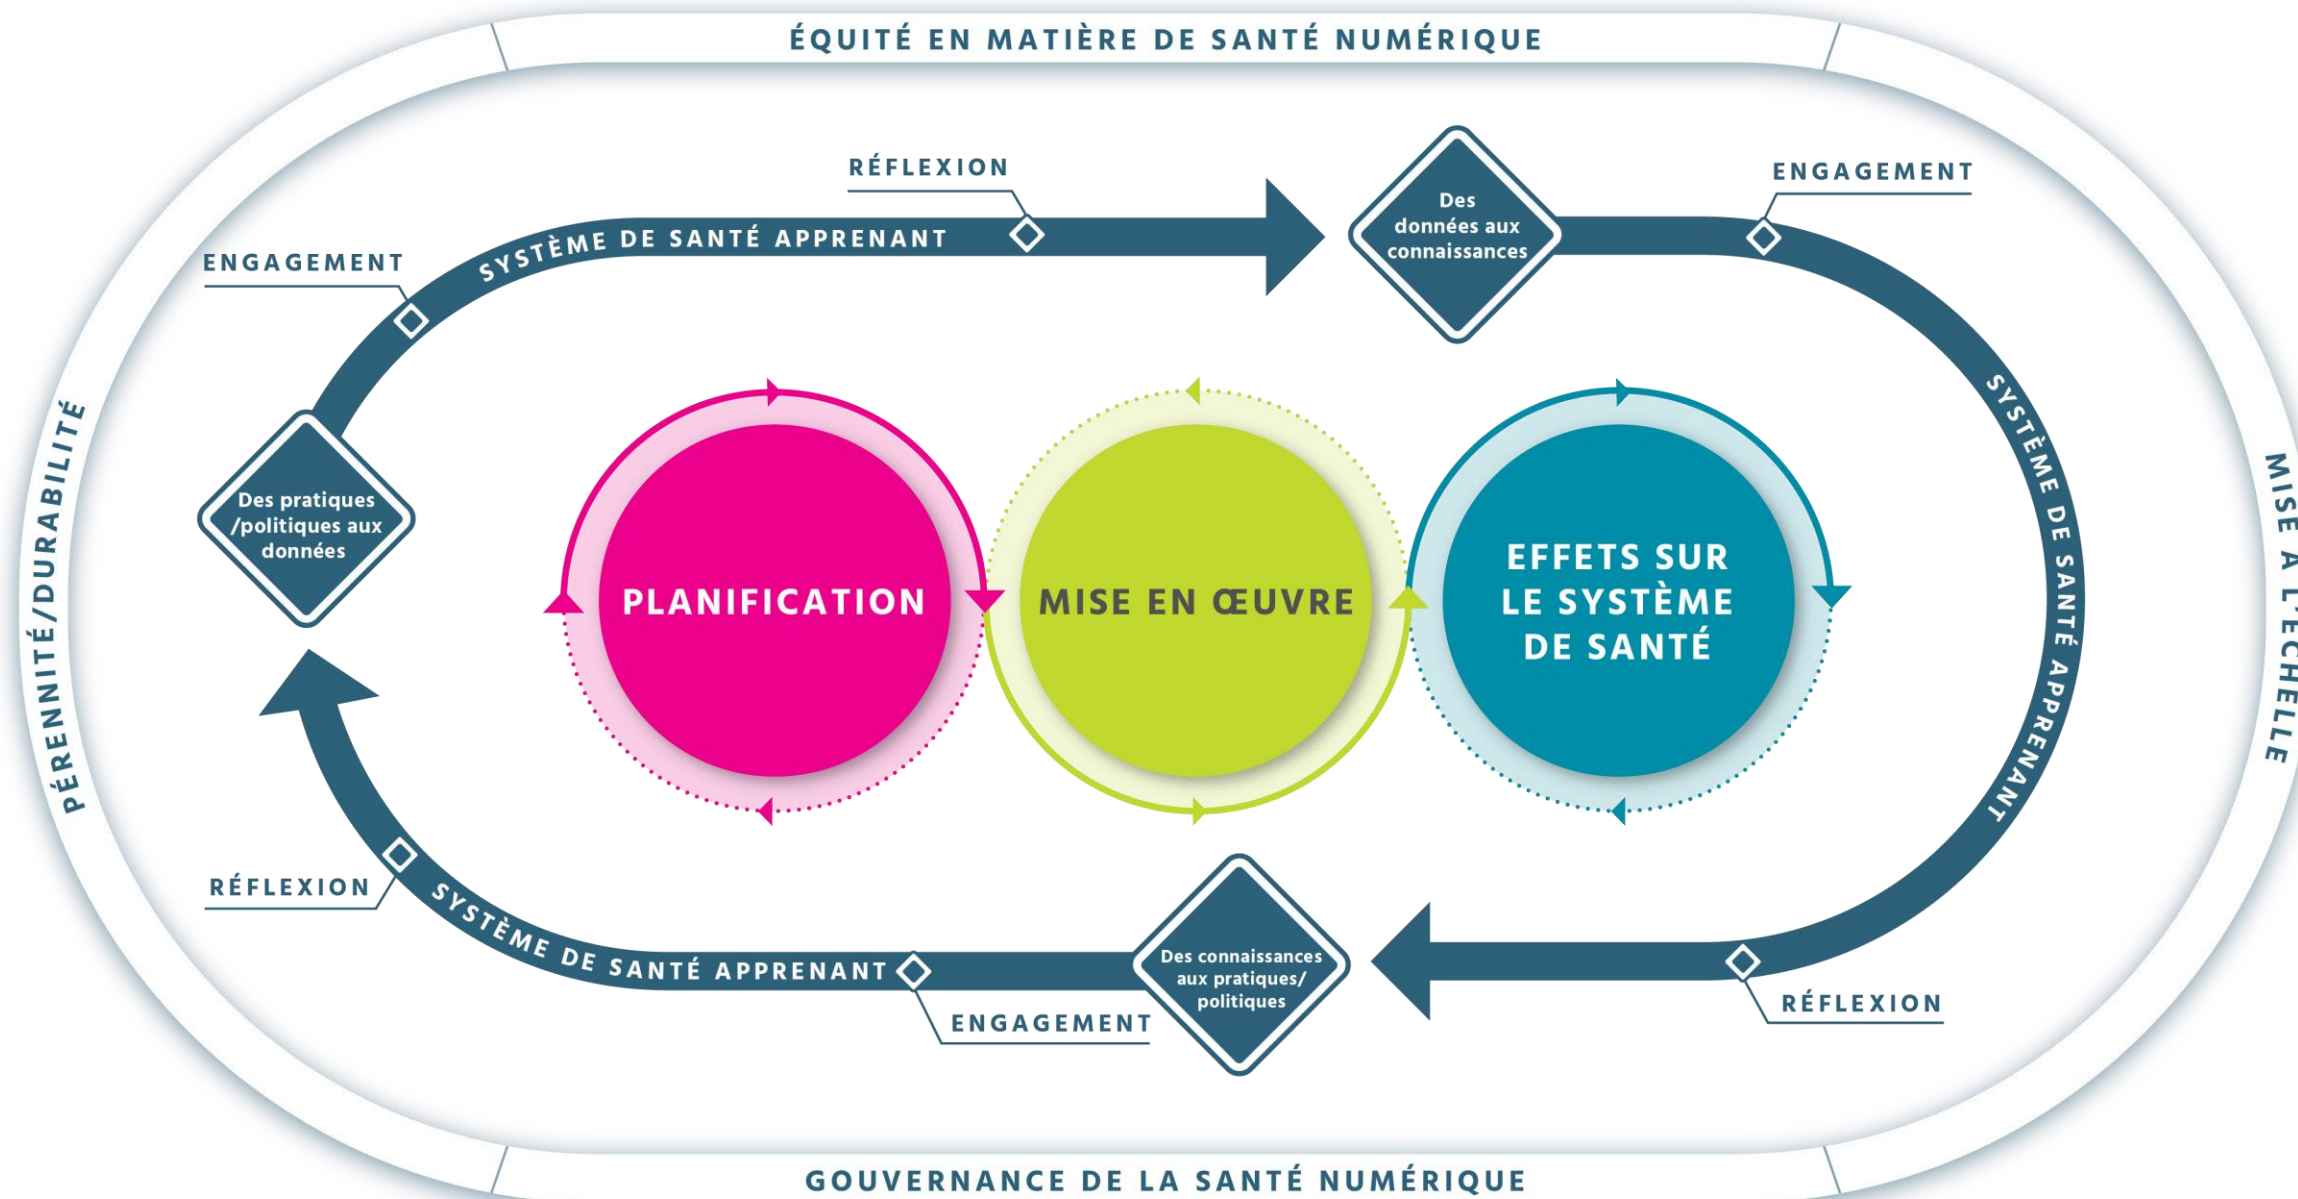 ÉQUITÉ EN MATIÈRE DE SANTÉ NUMÉRIQUE
RÉFLEXION
ENGAGEMENT
Des
données aux
connaissances
SYSTÈME DE SANTÉ APPRENANT
ENGAGEMENT
SYSTÈME DE SANTÉ APPRENANT
PÉRENNITÉ/DURABILITÉ
MISE À L'ÉCHELLE
Des pratiques
/politiques aux
données
PLANIFICATION
MISE EN ŒUVRE
EFFETS SUR
LE SYSTÈME
DE SANTÉ
RÉFLEXION
SYSTÈME DE SANTÉ APPRENANT
Des connaissances
aux pratiques/
politiques
ENGAGEMENT
RÉFLEXION
GOUVERNANCE DE LA SANTÉ NUMÉRIQUE